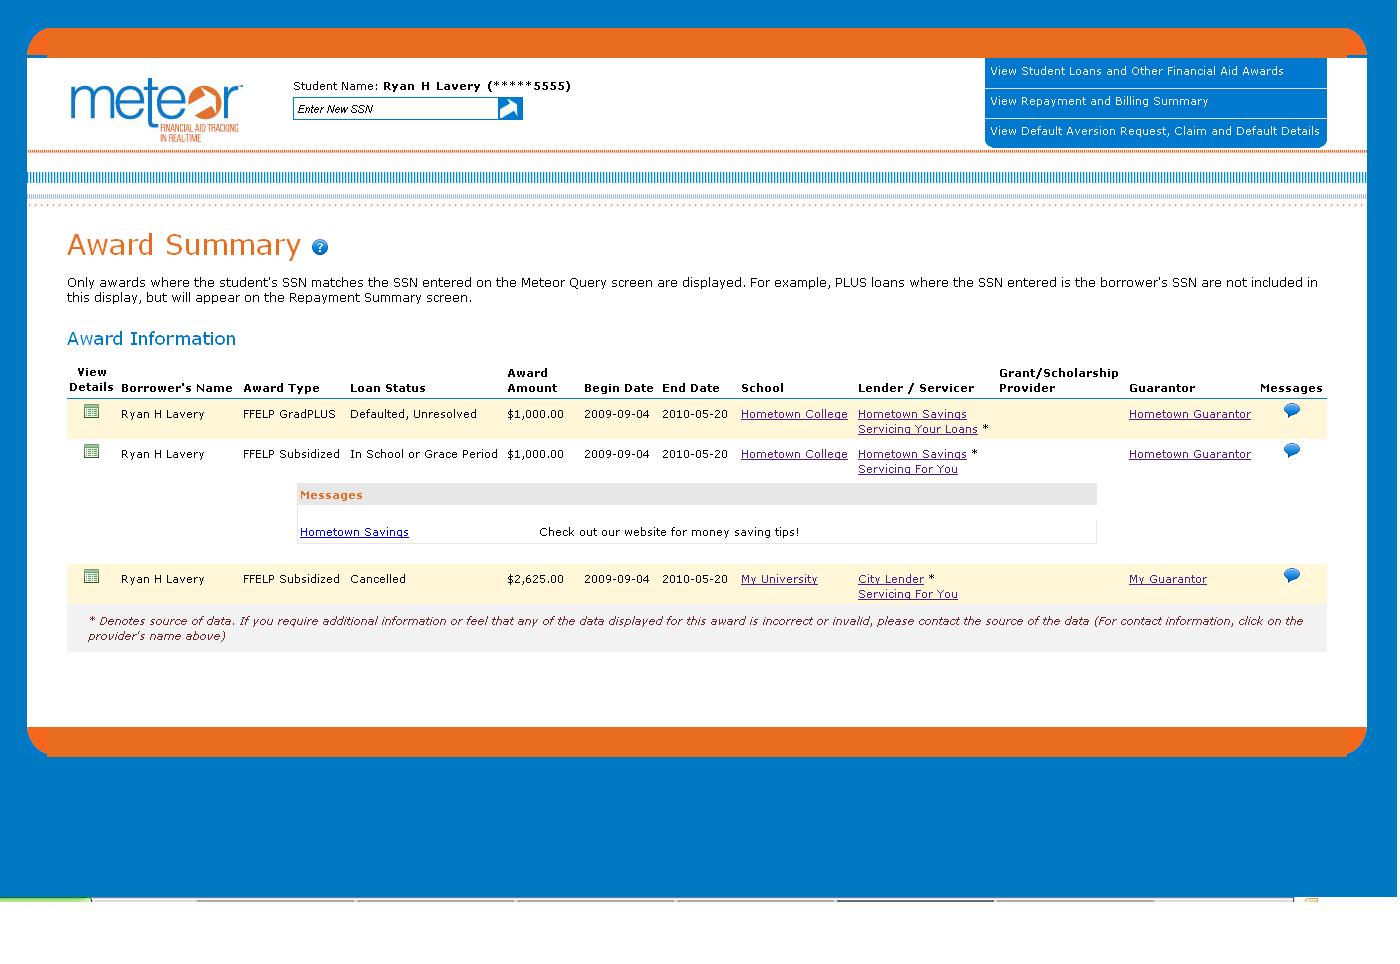 meteor
FINANCIAL AID TRACKING
IN REAL-TIME
Student Name: Ryan H Lavery (*****5555)
Enter New SSN
View Student Loans and Other Financial Aid Awards
View Repayment and Billing Summary
View Default Aversion Request, Claim and Default Details
Award Summary ?
Only awards where the student's SSN matches the SSN entered on the Meteor Query screen are displayed. For example, PLUS loans where the SSN entered is the borrower's SSN are not included in
this display, but will appear on the Repayment Summary screen.
Award Information
View Details Borrower's Name Award Type Loan Status Award Amount Begin Date End Date School Lender / Servicer Grant/Scholarship Provider Guarantor Messages
Ryan H Lavery FFELP GradPLUS Defaulted, Unresolved $1,000.00 2009-09-04 2010-05-20 Hometown College Hometown Savings Hometown Guarantor
Servicing Your Loans *
Ryan H Lavery FFELP Subsidized In School or Grace Period $1,000.00 2009-09-04 2010-05-20 Hometown College Hometown Savings * Hometown Guarantor
Servicing For You
Messages
Hometown Savings Check out our website for money saving tips!
Ryan H Lavery FFELP Subsidized Cancelled $2,625.00 2009-09-04 2010-05-20 My University City Lender * My Guarantor
Servicing For You
* Denotes source of data. If you require additional information or feel that any of the data displayed for this award is incorrect or invalid, please contact the source of the data (For contact information, click on the
provider's name above)